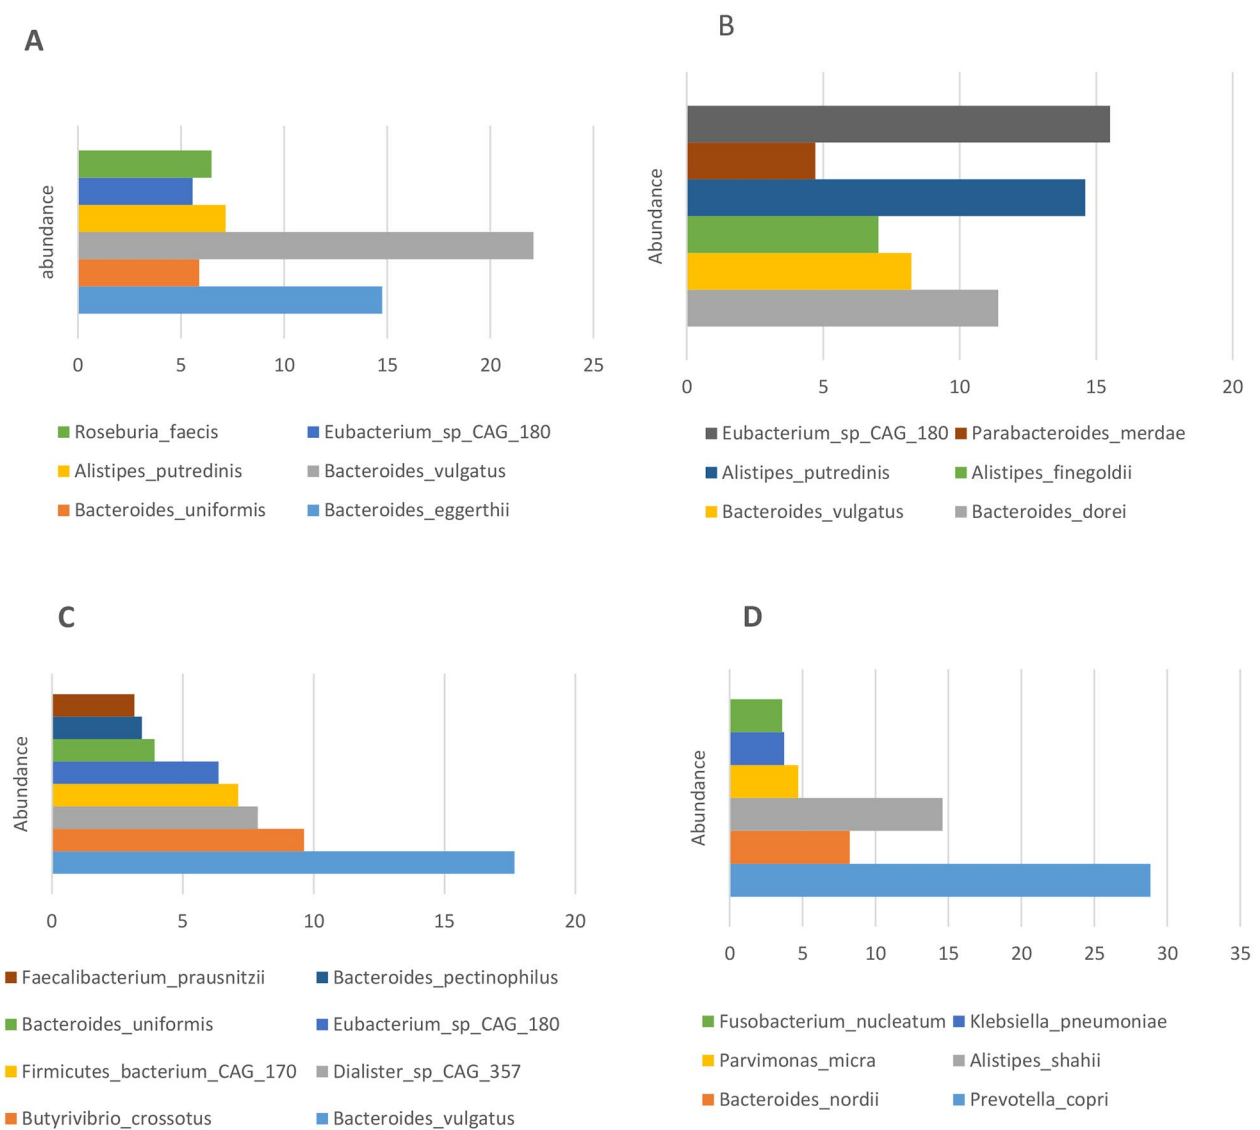 A
abundance
0 5 10 15 20 25
Roseburia_faecis Eubacterium_sp_CAG_180
Alistipes_putredinis Bacteroides_vulgatus
Bacteroides_uniformis Bacteroides_eggerthii
B
Abundance
0 5 10 15 20
Eubacterium_sp_CAG_180 Parabacteroides_merdae
Alistipes_putredinis Alistipes_finegoldii
Bacteroides_vulgatus Bacteroides_dorei
C
Abundance
0 5 10 15 20
Faecalibacterium_prausnitzii Bacteroides_pectinophilus
Bacteroides_uniformis Eubacterium_sp_CAG_180
Firmicutes_bacterium_CAG_170 Dialister_sp_CAG_357
Butyrivibrio_crossotus Bacteroides_vulgatus
D
Abundance
0 5 10 15 20 25 30 35
Fusobacterium_nucleatum Klebsiella_pneumoniae
Parvimonas_micra Alistipes_shahii
Bacteroides_nordii Prevotella_copri